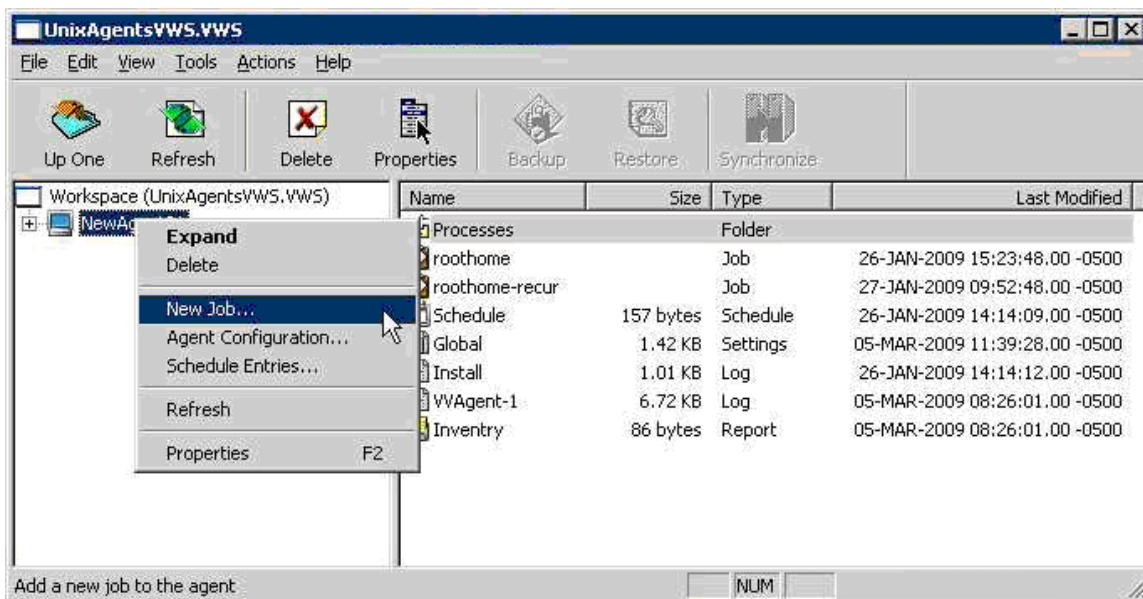 UnixAgentsVWS.VWS
File Edit View Tools Actions Help
Up One Refresh Delete Properties Backup Restore Synchronize
Workspace (UnixAgentsVWS.VWS)
Name Size Type Last Modified
Expand
Delete
New Job...
Agent Configuration...
Schedule Entries...
Refresh
Properties F2
Processes Folder
roothome Job 26-JAN-2009 15:23:48.00 -0500
roothome-recur Job 27-JAN-2009 09:52:48.00 -0500
Schedule 157 bytes Schedule 26-JAN-2009 14:14:09.00 -0500
Global 1.42 KB Settings 05-MAR-2009 11:39:28.00 -0500
Install 1.01 KB Log 26-JAN-2009 14:14:12.00 -0500
VVAgent-1 6.72 KB Log 05-MAR-2009 08:26:01.00 -0500
Inventry 86 bytes Report 05-MAR-2009 08:26:01.00 -0500
Add a new job to the agent NUM